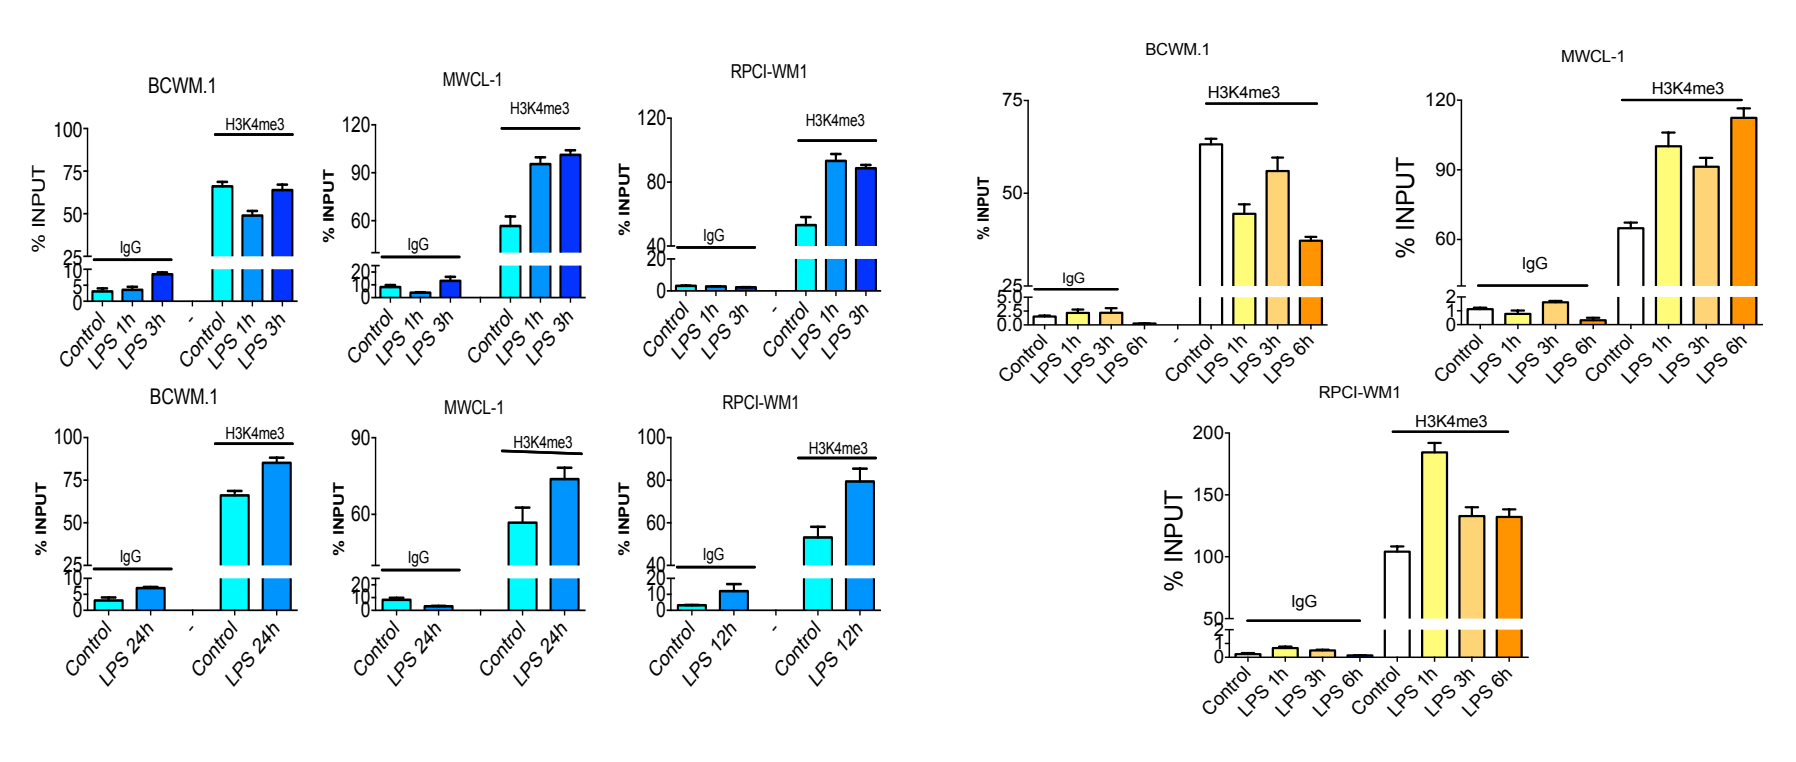 BCWM.1
% INPUT
100
75
50
25
10
5
0
IgG
H3K4me3
Control
LPS 1h
LPS 3h
-
Control
LPS 1h
LPS 3h
MWCL-1
% INPUT
120
90
60
20
10
0
IgG
H3K4me3
Control
LPS 1h
LPS 3h
Control
LPS 1h
LPS 3h
RPCI-WM1
% INPUT
120
80
40
20
0
IgG
H3K4me3
Control
LPS 1h
LPS 3h
-
Control
LPS 1h
LPS 3h
BCWM.1
% INPUT
75
50
25
5.0
2.5
0.0
IgG
H3K4me3
Control
LPS 1h
LPS 3h
LPS 6h
-
Control
LPS 1h
LPS 3h
LPS 6h
MWCL-1
% INPUT
120
90
60
2
1
0
IgG
H3K4me3
Control
LPS 1h
LPS 3h
LPS 6h
Control
LPS 1h
LPS 3h
LPS 6h
BCWM.1
% INPUT
100
75
50
25
10
5
0
IgG
H3K4me3
Control
LPS 24h
-
Control
LPS 24h
MWCL-1
% INPUT
90
60
20
10
0
IgG
H3K4me3
Control
LPS 24h
Control
LPS 24h
RPCI-WM1
% INPUT
100
80
60
40
20
10
0
IgG
H3K4me3
Control
LPS 12h
-
Control
LPS 12h
RPCI-WM1
% INPUT
200
150
100
50
2
1
0
IgG
H3K4me3
Control
LPS 1h
LPS 3h
LPS 6h
Control
LPS 1h
LPS 3h
LPS 6h